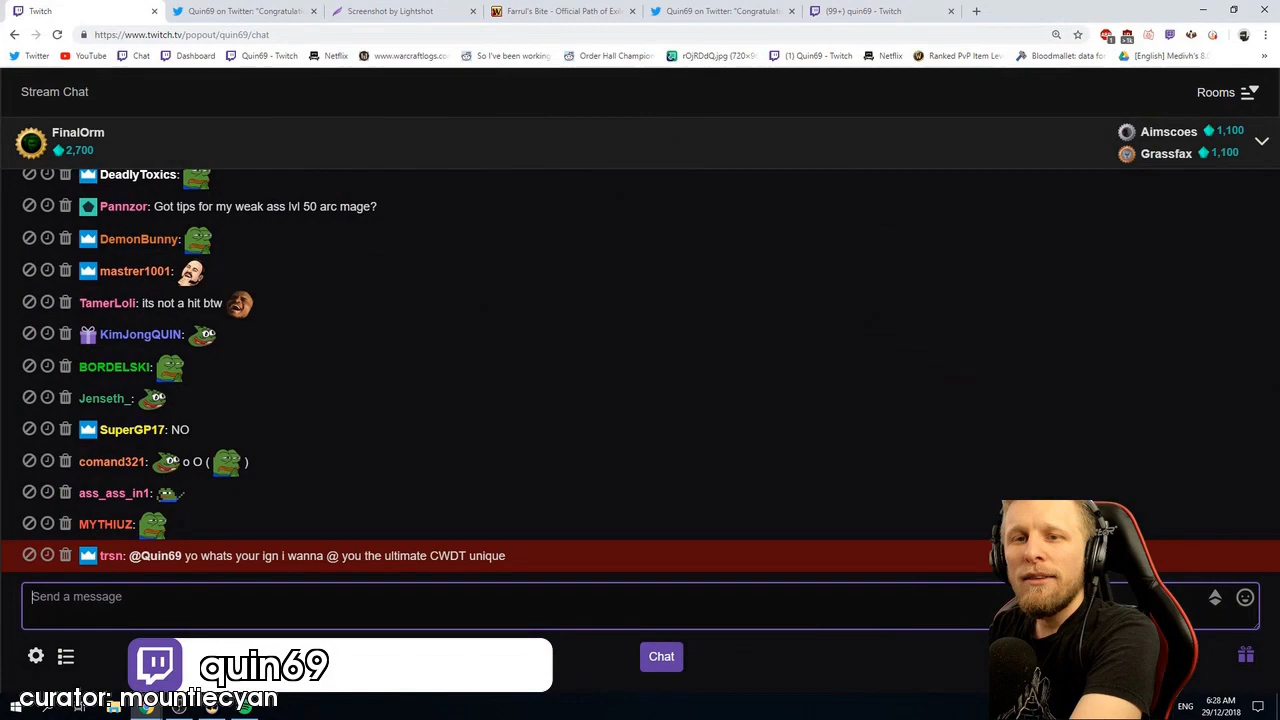 Twitch
Quin69 on Twitter: "Congratulati
Screenshot by Lightshot
Farrul's Bite - Official Path of Exil
Quin69 on Twitter: "Congratulati
(99+) quin69 - Twitch
https://www.twitch.tv/popout/quin69/chat
Twitter
YouTube
Chat
Dashboard
Quin69 - Twitch
Netflix
www.warcraftlogs.c
So I've been working
Order Hall Champion
rOjRDdQ.jpg (720×9
(1) Quin69 - Twitch
Netflix
Ranked PvP Item Leve
Bloodmallet: data for
[English] Medivh's 8.
Stream Chat
Rooms
FinalOrm
2,700
Aimscoes 1,100
Grassfax 1,100
DeadlyToxics:
Pannzor: Got tips for my weak ass lvl 50 arc mage?
DemonBunny:
mastrer1001:
TamerLoli: its not a hit btw
KimJongQUIN:
BORDELSKI:
Jenseth_:
SuperGP17: NO
comand321: o O ( )
ass_ass_in1:
MYTHIUZ:
trsn: @Quin69 yo whats your ign i wanna @ you the ultimate CWDT unique
Send a message
quin69
Chat
curator: mountiecyan
ENG
6:28 AM
29/12/2018